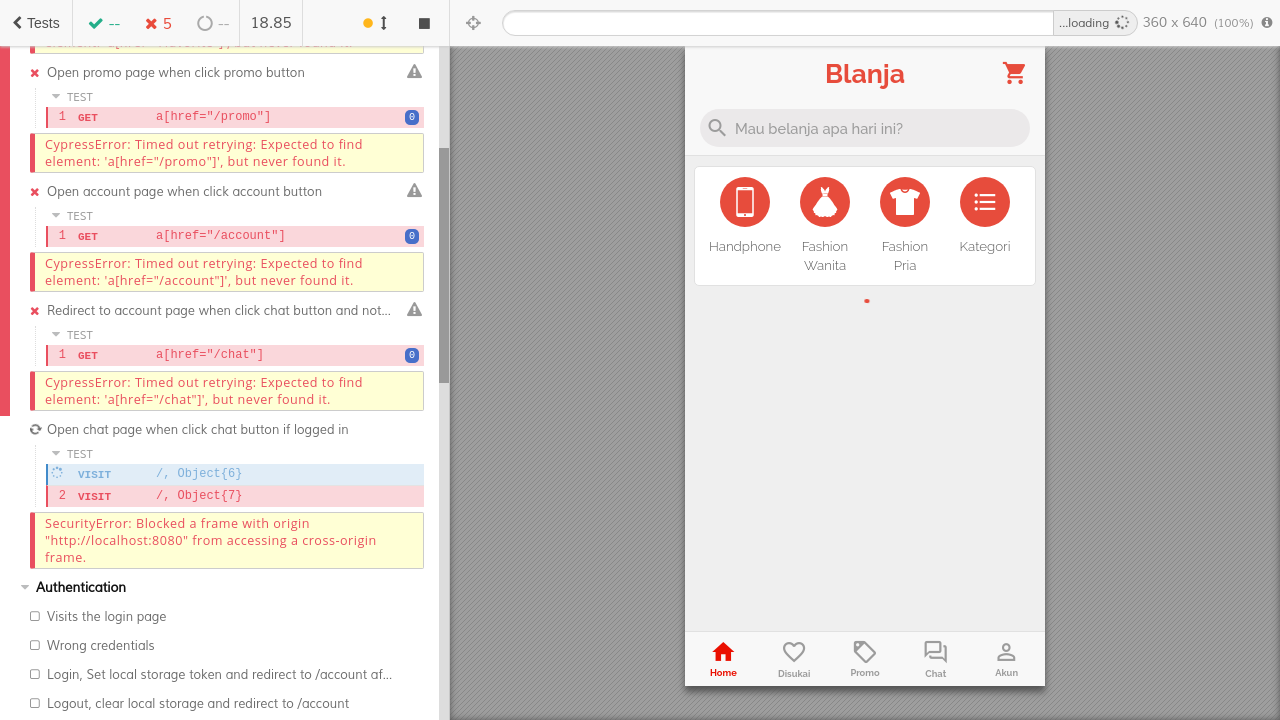 Tests
--
5
--
18.85
...loading
360 x 640 (100%)
Open promo page when click promo button
TEST
1 GET a[href="/promo"] 0
CypressError: Timed out retrying: Expected to find
element: 'a[href="/promo"]', but never found it.
Open account page when click account button
TEST
1 GET a[href="/account"] 0
CypressError: Timed out retrying: Expected to find
element: 'a[href="/account"]', but never found it.
Redirect to account page when click chat button and not...
TEST
1 GET a[href="/chat"] 0
CypressError: Timed out retrying: Expected to find
element: 'a[href="/chat"]', but never found it.
Open chat page when click chat button if logged in
TEST
VISIT /, Object{6}
2 VISIT /, Object{7}
SecurityError: Blocked a frame with origin
"http://localhost:8080" from accessing a cross-origin
frame.
Authentication
Visits the login page
Wrong credentials
Login, Set local storage token and redirect to /account af...
Logout, clear local storage and redirect to /account
Blanja
Mau belanja apa hari ini?
Handphone
Fashion
Wanita
Fashion
Pria
Kategori
Home
Disukai
Promo
Chat
Akun